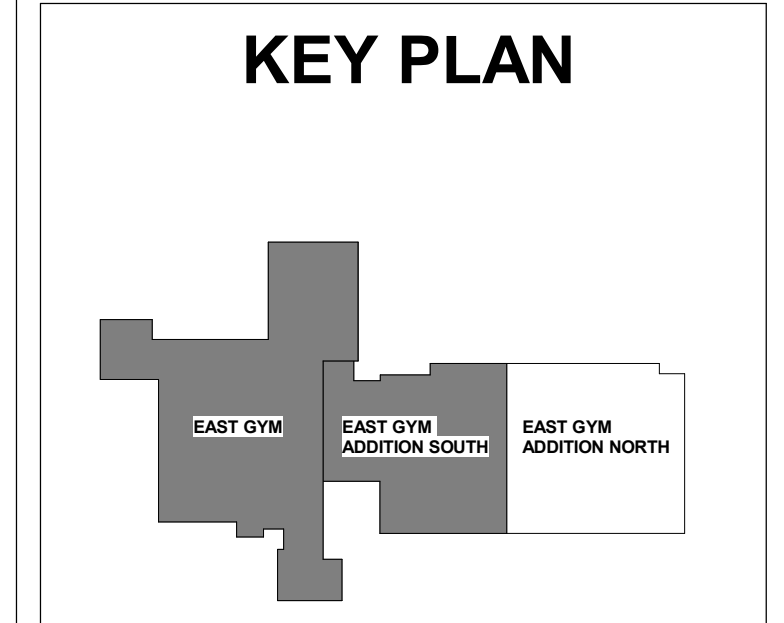 KEY PLAN
EAST GYM
EAST GYM
ADDITION SOUTH
EAST GYM
ADDITION NORTH